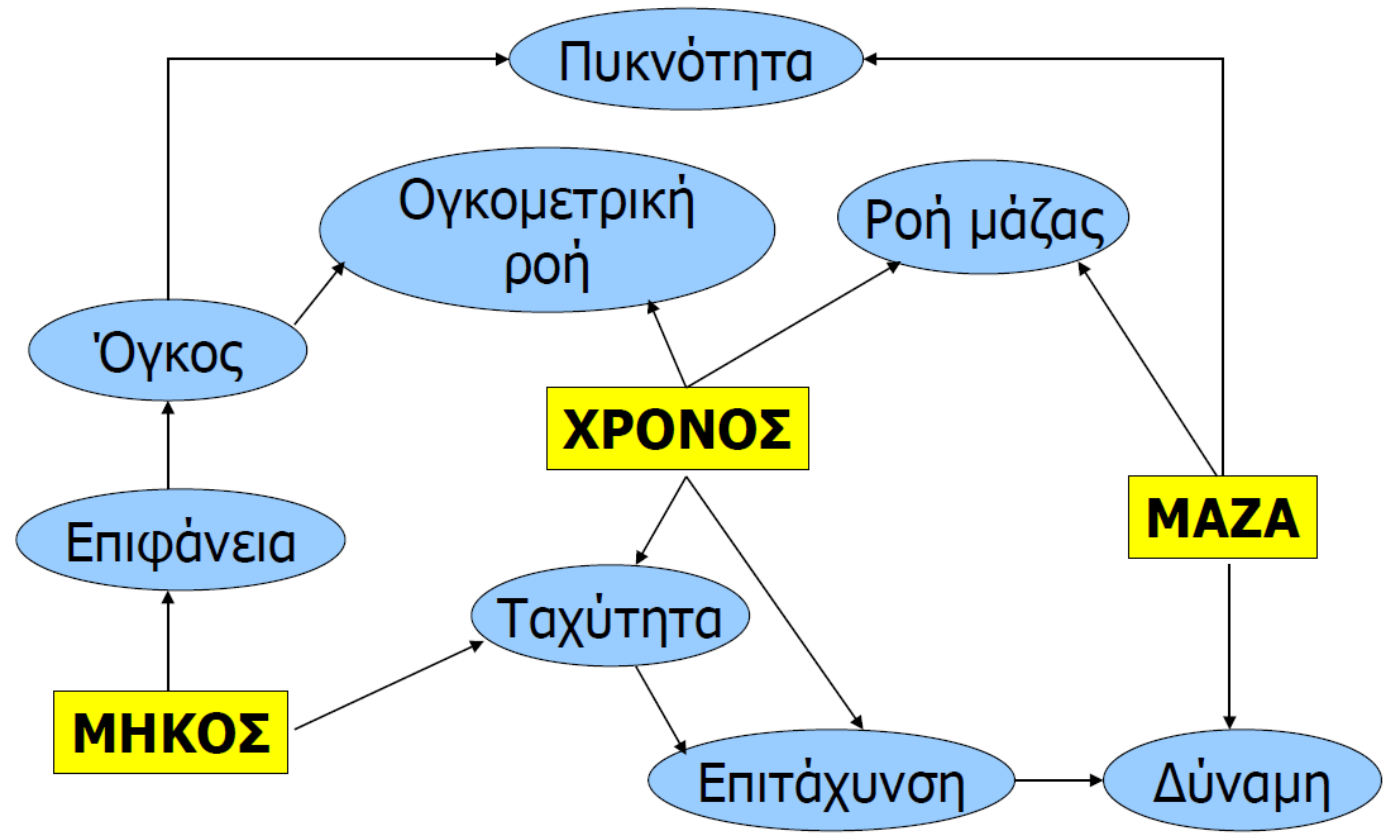 Πυκνότητα
Ογκομετρική
ροή
Ροή μάζας
Όγκος
ΧΡΟΝΟΣ
ΜΑΖΑ
Επιφάνεια
Ταχύτητα
ΜΗΚΟΣ
Επιτάχυνση
Δύναμη